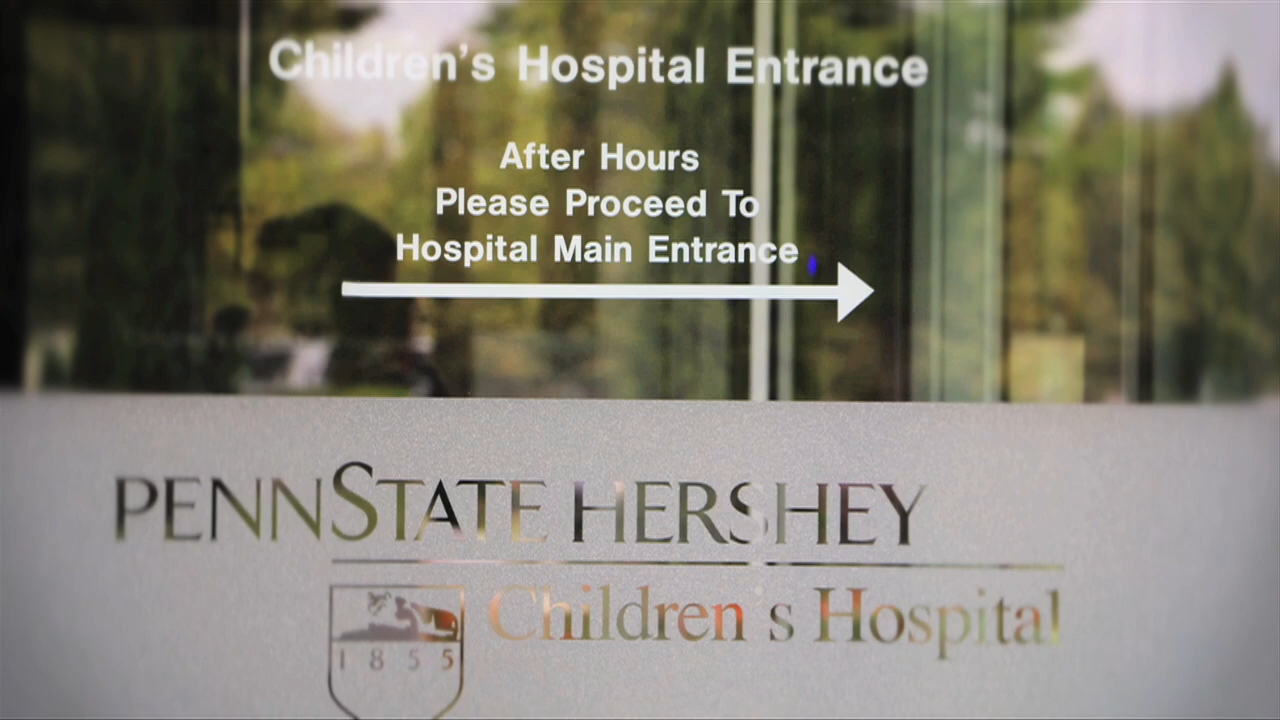 Children's Hospital Entrance
After Hours
Please Proceed To
Hospital Main Entrance
PENNSTATE HERSHEY
Children's Hospital
1855